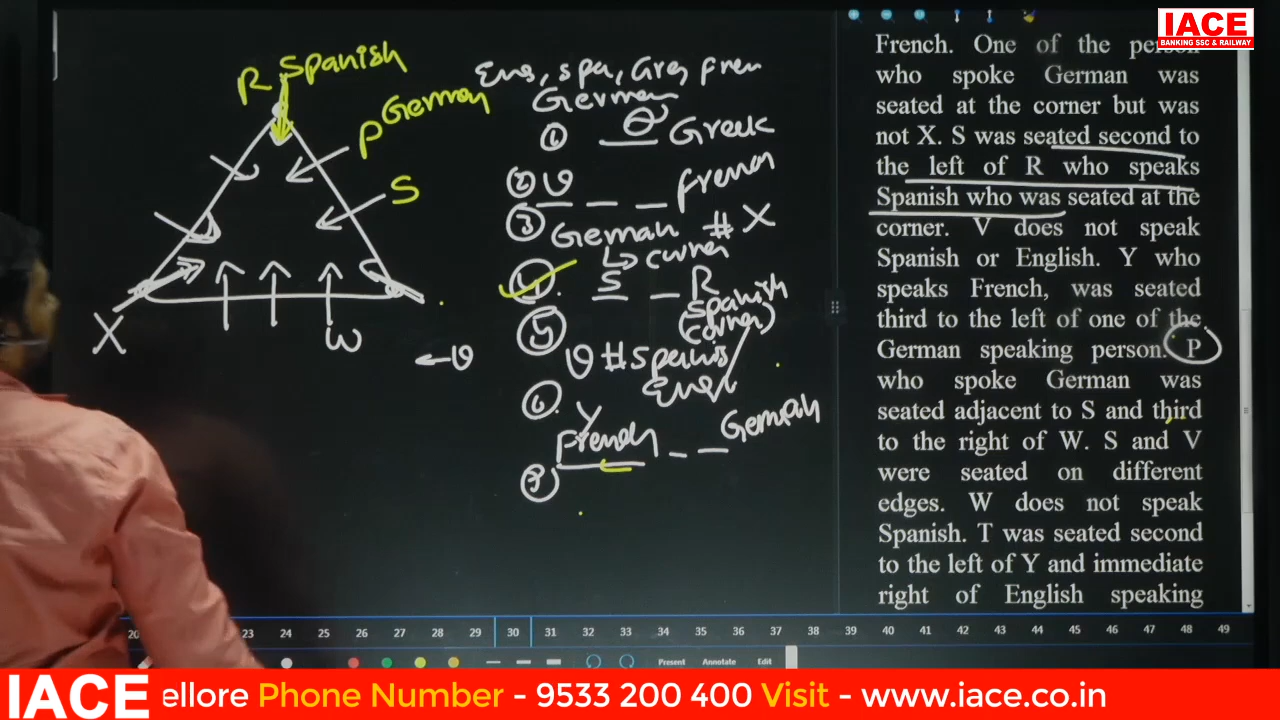 IACE
BANKING SSC & RAILWAY
R Spanish
P German
S
X
W
← V
Eng, Spa, Gre, Fren
German
① Q Greek
② V _ _ _ French
③ German # X
↳ corner
④. S _ R
(Spanish
corner)
⑤
V # Spanis/
Eng
⑥. Y
French _ _ German
French. One of the person
who spoke German was
seated at the corner but was
not X. S was seated second to
the left of R who speaks
Spanish who was seated at the
corner. V does not speak
Spanish or English. Y who
speaks French, was seated
third to the left of one of the
German speaking person. P
who spoke German was
seated adjacent to S and third
to the right of W. S and V
were seated on different
edges. W does not speak
Spanish. T was seated second
to the left of Y and immediate
right of English speaking
20 23 24 25 26 27 28 29 30 31 32 33 34 35 36 37 38 39 40 41 42 43 44 45 46 47 48 49
Present Annotate Edit
IACE ellore Phone Number - 9533 200 400 Visit - www.iace.co.in